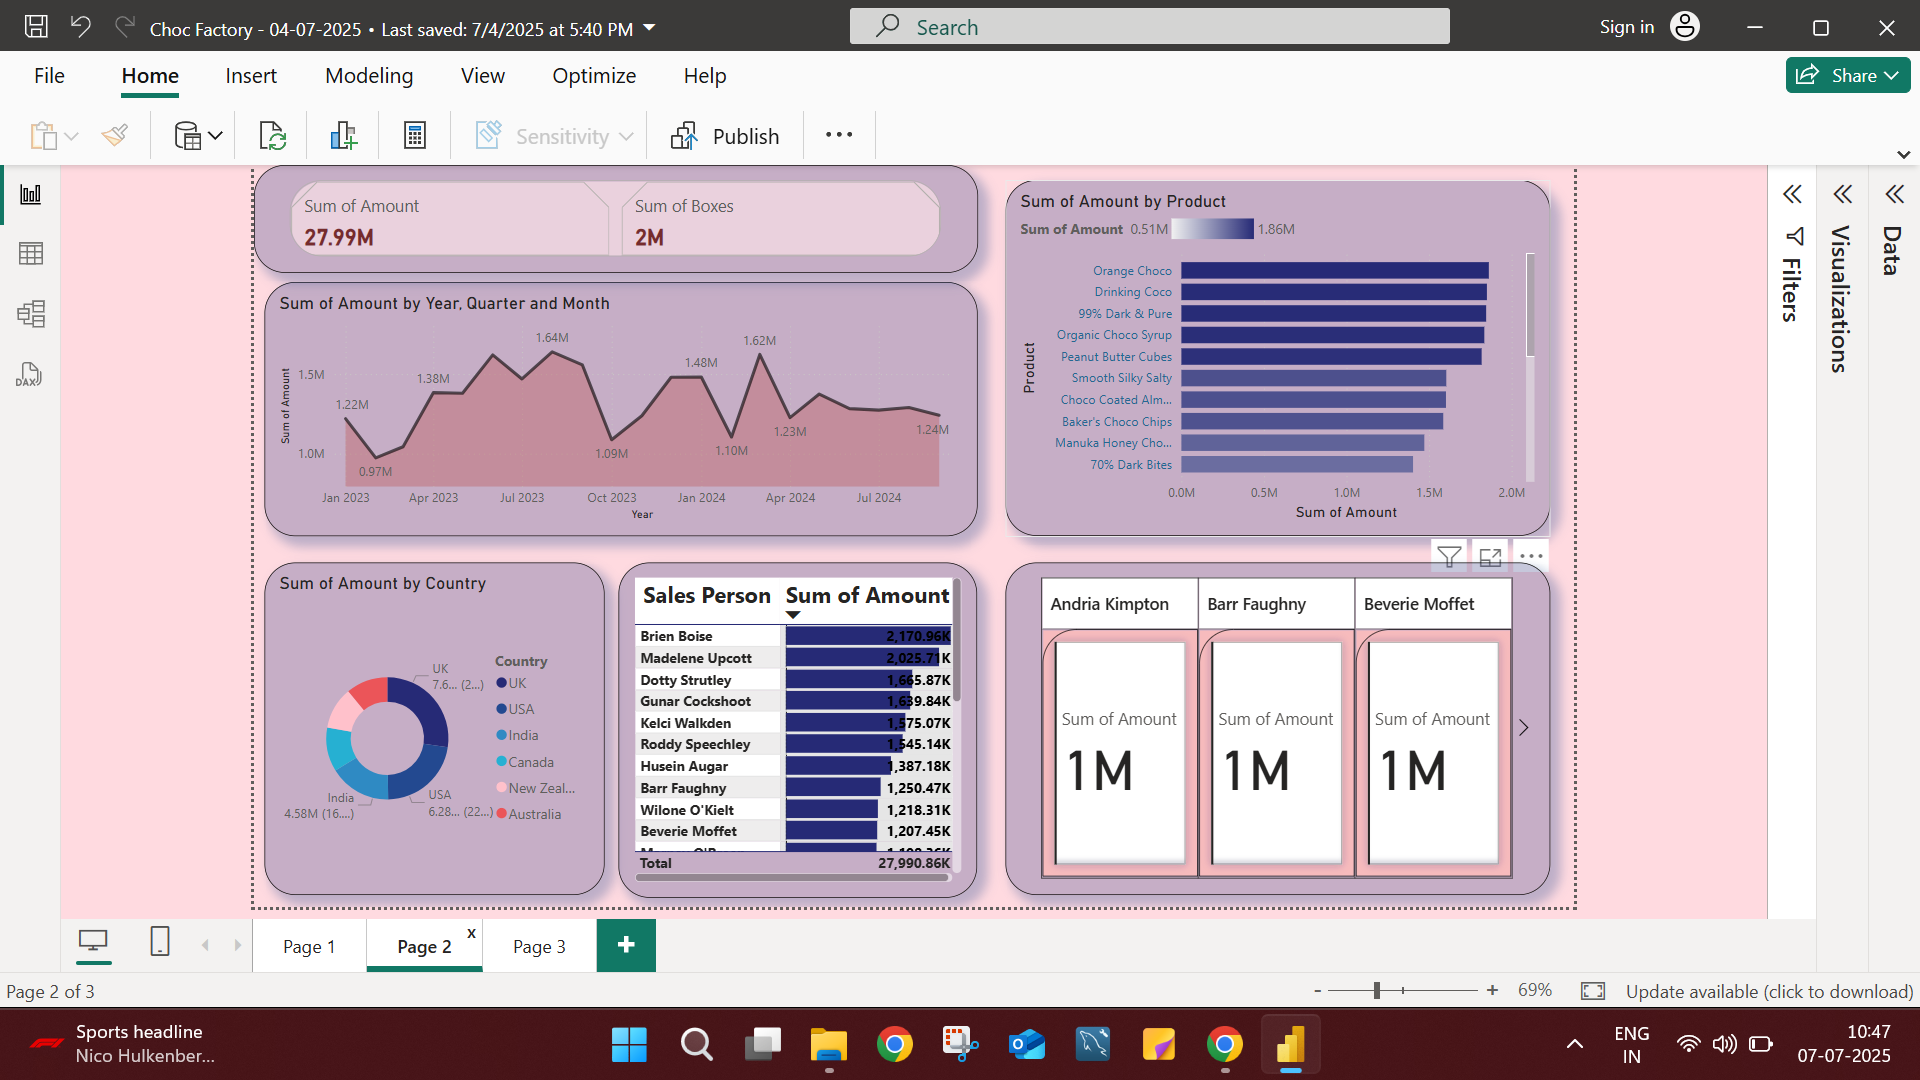 Choc Factory - 04-07-2025 • Last saved: 7/4/2025 at 5:40 PM
Search
Sign in
File
Home
Insert
Modeling
View
Optimize
Help
Share
Sensitivity
Publish
Sum of Amount
27.99M
Sum of Boxes
2M
Sum of Amount by Year, Quarter and Month
Sum of Amount
1.5M
1.0M
1.22M
0.97M
1.38M
1.64M
1.09M
1.48M
1.10M
1.62M
1.23M
1.24M
Jan 2023
Apr 2023
Jul 2023
Oct 2023
Jan 2024
Apr 2024
Jul 2024
Year
Sum of Amount by Product
Sum of Amount 0.51M 1.86M
Product
Orange Choco
Drinking Coco
99% Dark & Pure
Organic Choco Syrup
Peanut Butter Cubes
Smooth Silky Salty
Choco Coated Alm...
Baker's Choco Chips
Manuka Honey Cho...
70% Dark Bites
0.0M
0.5M
1.0M
1.5M
2.0M
Sum of Amount
Filters
Visualizations
Data
DAX
Sum of Amount by Country
UK
7.6... (2...)
USA
6.28... (22...)
India
4.58M (16....)
Country
UK
USA
India
Canada
New Zeal...
Australia
Sales Person Sum of Amount
Brien Boise 2,170.96K
Madelene Upcott 2,025.71K
Dotty Strutley 1,665.87K
Gunar Cockshoot 1,639.84K
Kelci Walkden 1,575.07K
Roddy Speechley 1,545.14K
Husein Augar 1,387.18K
Barr Faughny 1,250.47K
Wilone O'Kielt 1,218.31K
Beverie Moffet 1,207.45K
Total 27,990.86K
Andria Kimpton
Barr Faughny
Beverie Moffet
Sum of Amount
1M
Sum of Amount
1M
Sum of Amount
1M
Page 1
Page 2
x
Page 3
+
Page 2 of 3
- + 69%
Update available (click to download)
Sports headline
Nico Hulkenber...
ENG
IN
10:47
07-07-2025